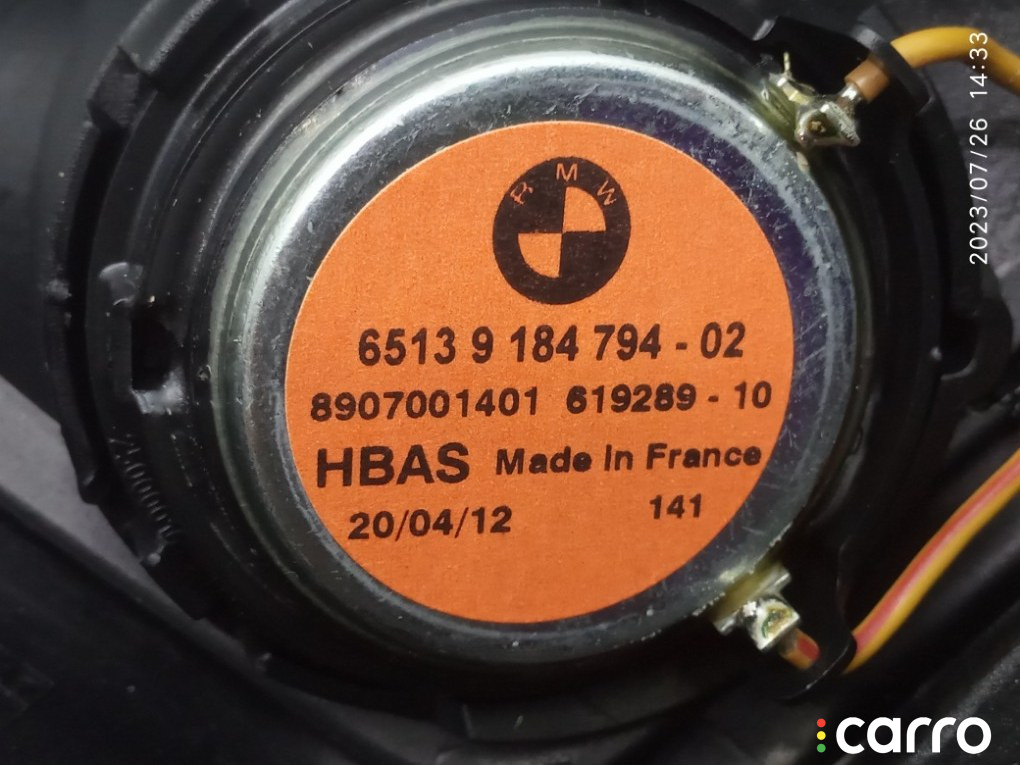 BMW
6513 9 184 794 - 02
8907001401 619289 - 10
HBAS Made in France
20/04/12 141
2023/07/26 14:33
carro